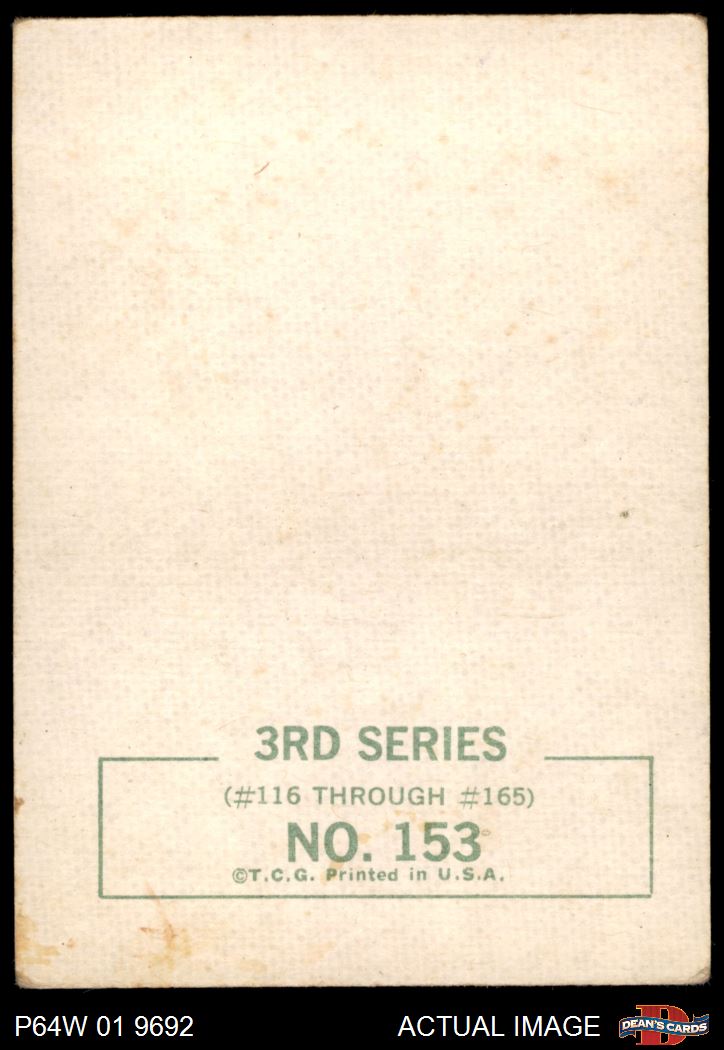 3RD SERIES
(#116 THROUGH #165)
NO. 153
©T.C.G. Printed in U.S.A.
P64W 01 9692
ACTUAL IMAGE
D
DEAN'S CARDS